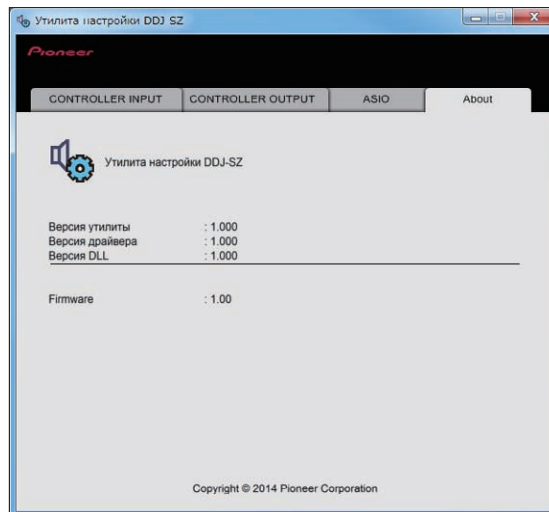 Утилита настройки DDJ SZ
Pioneer
CONTROLLER INPUT CONTROLLER OUTPUT ASIO About
Утилита настройки DDJ-SZ
Версия утилиты : 1.000
Версия драйвера : 1.000
Версия DLL : 1.000
Firmware : 1.00
Copyright © 2014 Pioneer Corporation